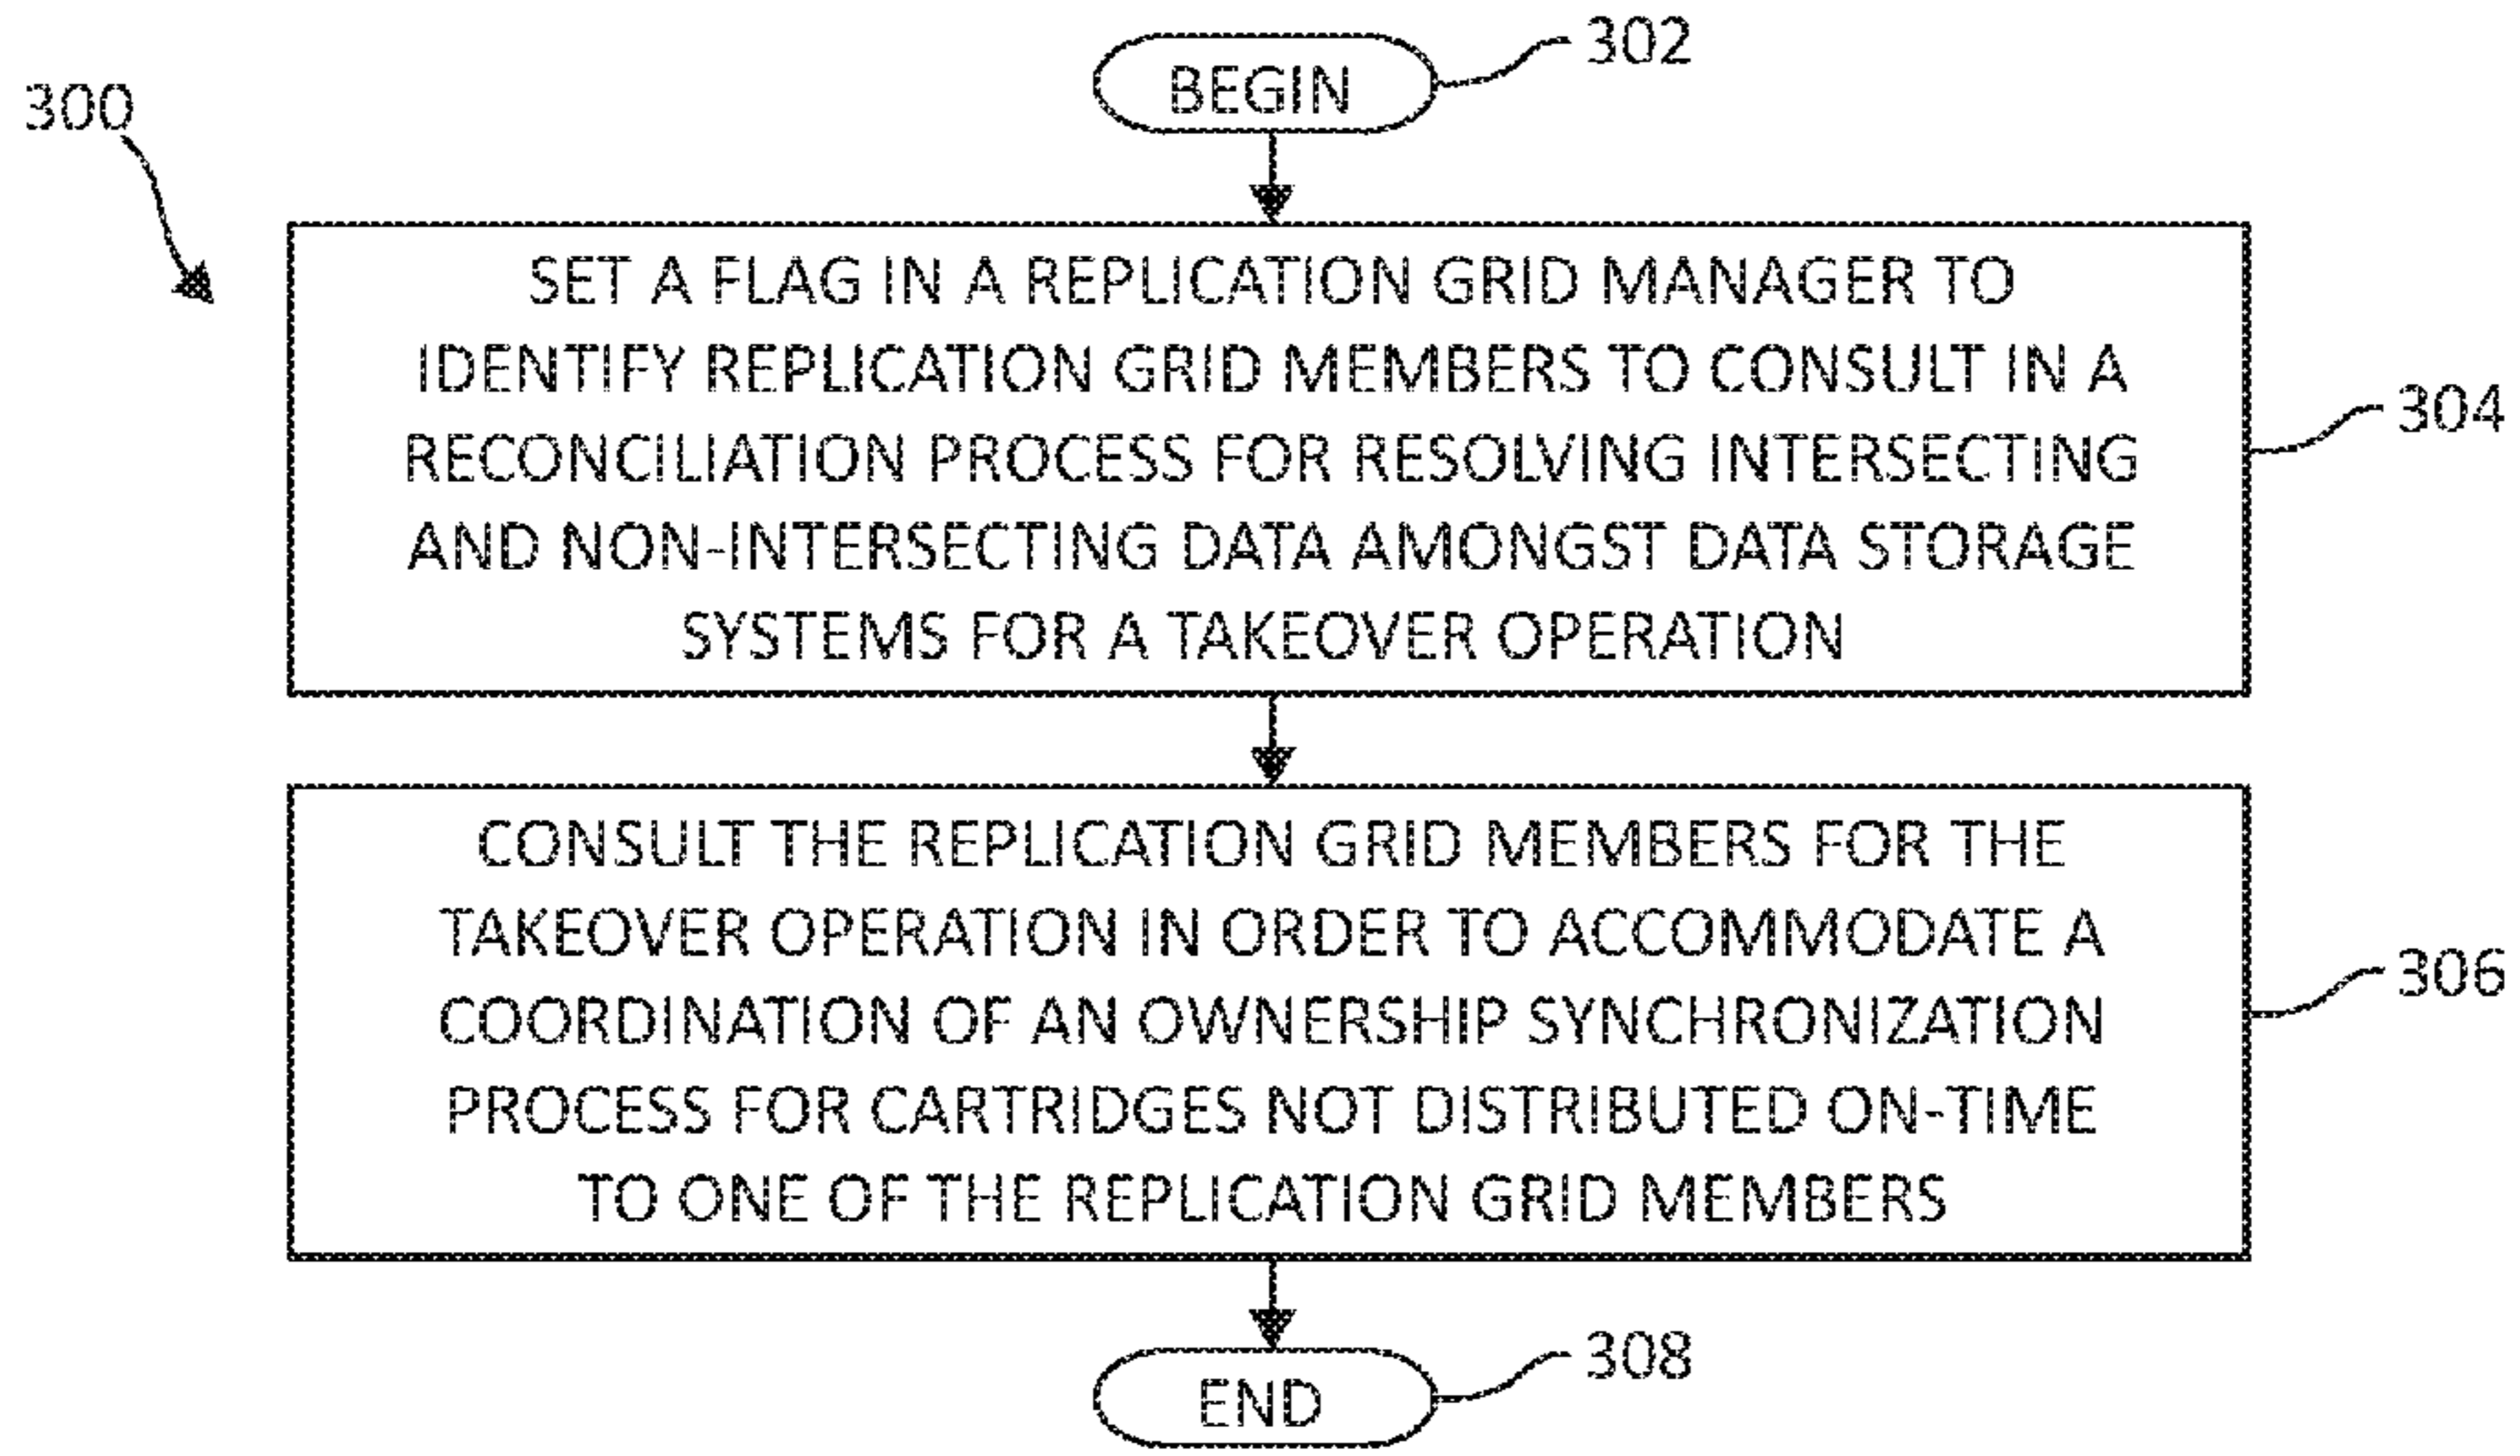 302
BEGIN
300
SET A FLAG IN A REPLICATION GRID MANAGER TO
IDENTIFY REPLICATION GRID MEMBERS TO CONSULT IN A
RECONCILIATION PROCESS FOR RESOLVING INTERSECTING
AND NON-INTERSECTING DATA AMONGST DATA STORAGE
SYSTEMS FOR A TAKEOVER OPERATION
304
CONSULT THE REPLICATION GRID MEMBERS FOR THE
TAKEOVER OPERATION IN ORDER TO ACCOMMODATE A
COORDINATION OF AN OWNERSHIP SYNCHRONIZATION
PROCESS FOR CARTRIDGES NOT DISTRIBUTED ON-TIME
TO ONE OF THE REPLICATION GRID MEMBERS
306
308
END